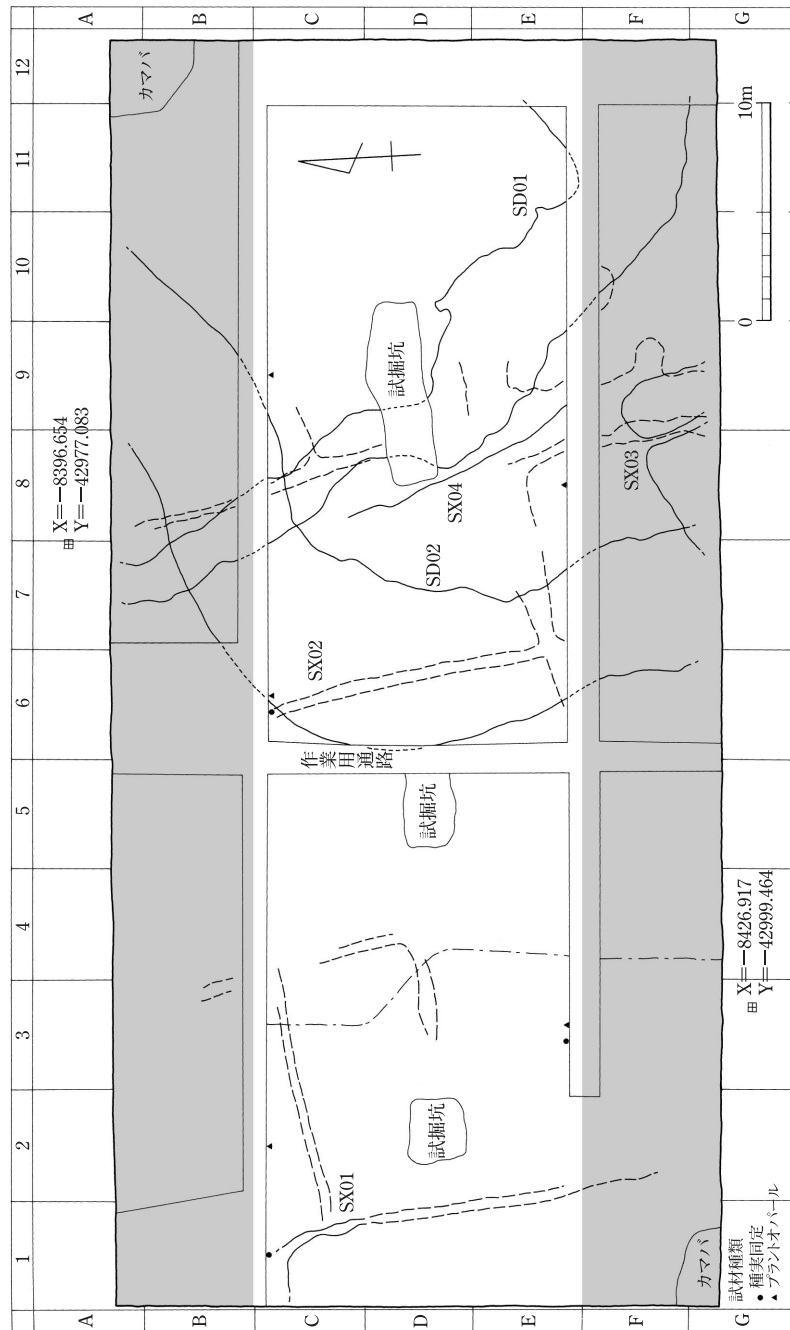 1 2 3 4 5 6 7 8 9 10 11 12
A A
B B
C C
D D
E E
F F
G G
カマバ
X=-8396.654
Y=-42977.083
SX01
SX02
作業用通路
試掘坑
試掘坑
試掘坑
SD01
SD02
SX04
SX03
カマバ
X=-8426.917
Y=-42999.464
0 10m
試材種類
● 種実同定
▲ プラントオパール